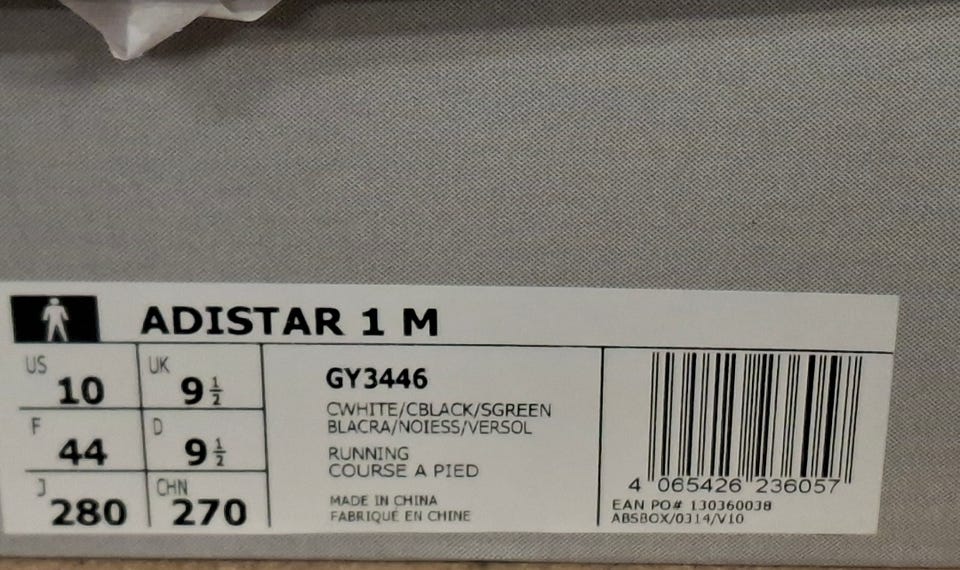 ADISTAR 1 M
US 10 UK 9 ½
F 44 D 9 ½
J 280 CHN 270
GY3446
CWHITE/CBLACK/SGREEN
BLACRA/NOIESS/VERSOL
RUNNING
COURSE A PIED
MADE IN CHINA
FABRIQUÉ EN CHINE
4 065426 236057
EAN PO# 130360038
ABSBOX/0314/V10